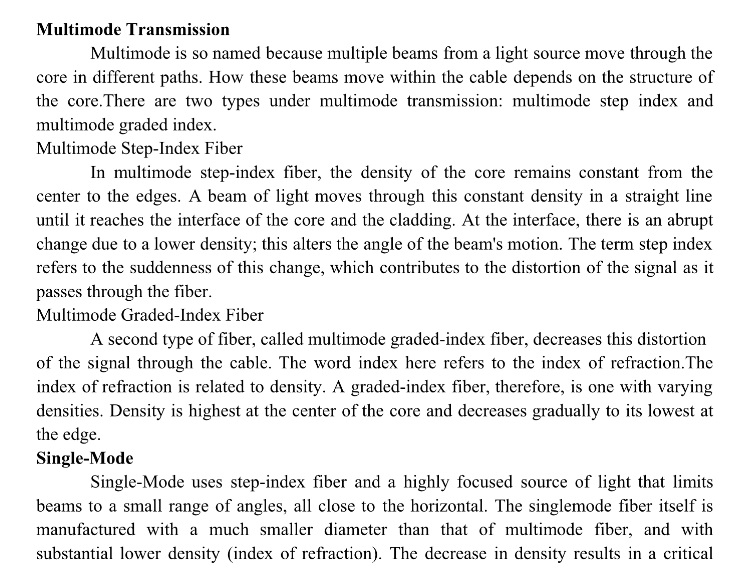 Multimode Transmission
Multimode is so named because multiple beams from a light source move through the
core in different paths. How these beams move within the cable depends on the structure of
the core.There are two types under multimode transmission: multimode step index and
multimode graded index.
Multimode Step-Index Fiber
In multimode step-index fiber, the density of the core remains constant from the
center to the edges. A beam of light moves through this constant density in a straight line
until it reaches the interface of the core and the cladding. At the interface, there is an abrupt
change due to a lower density; this alters the angle of the beam's motion. The term step index
refers to the suddenness of this change, which contributes to the distortion of the signal as it
passes through the fiber.
Multimode Graded-Index Fiber
A second type of fiber, called multimode graded-index fiber, decreases this distortion
of the signal through the cable. The word index here refers to the index of refraction.The
index of refraction is related to density. A graded-index fiber, therefore, is one with varying
densities. Density is highest at the center of the core and decreases gradually to its lowest at
the edge.
Single-Mode
Single-Mode uses step-index fiber and a highly focused source of light that limits
beams to a small range of angles, all close to the horizontal. The singlemode fiber itself is
manufactured with a much smaller diameter than that of multimode fiber, and with
substantial lower density (index of refraction). The decrease in density results in a critical